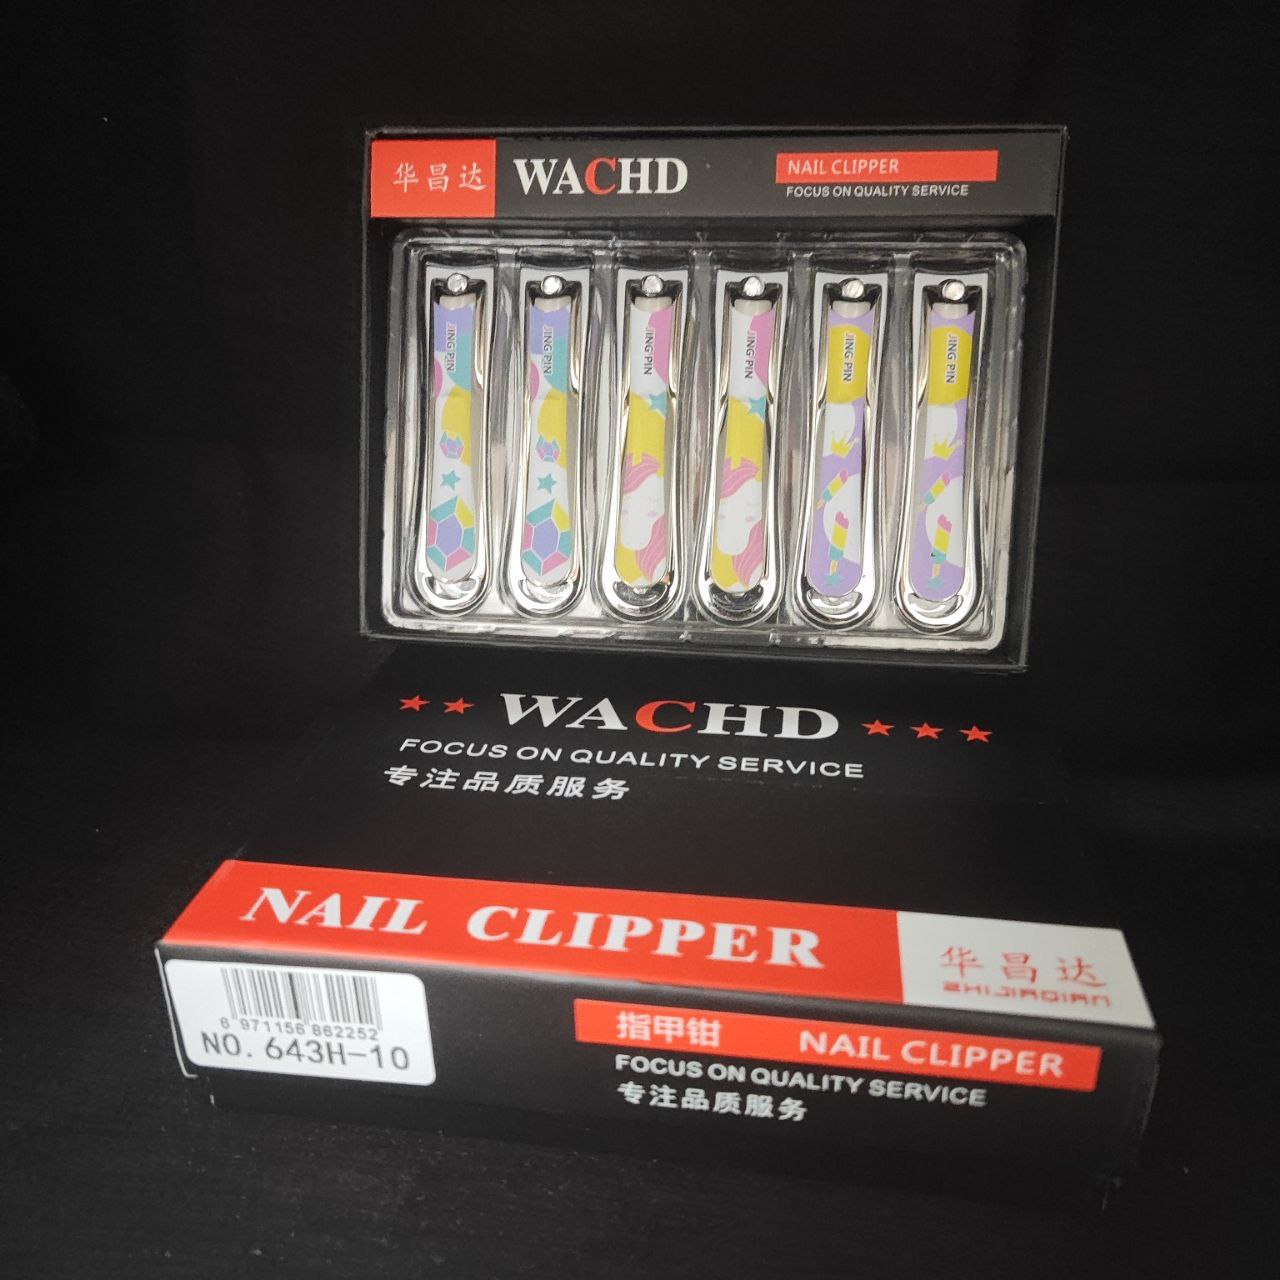 华昌达 WACHD NAIL CLIPPER
FOCUS ON QUALITY SERVICE
JING PIN JING PIN JING PIN JING PIN JING PIN JING PIN
★★ WACHD ★★★
FOCUS ON QUALITY SERVICE
专注品质服务
NAIL CLIPPER 华昌达
ZHIJIAQIAN
6 971156 862252
NO. 643H-10
指甲钳 NAIL CLIPPER
FOCUS ON QUALITY SERVICE
专注品质服务